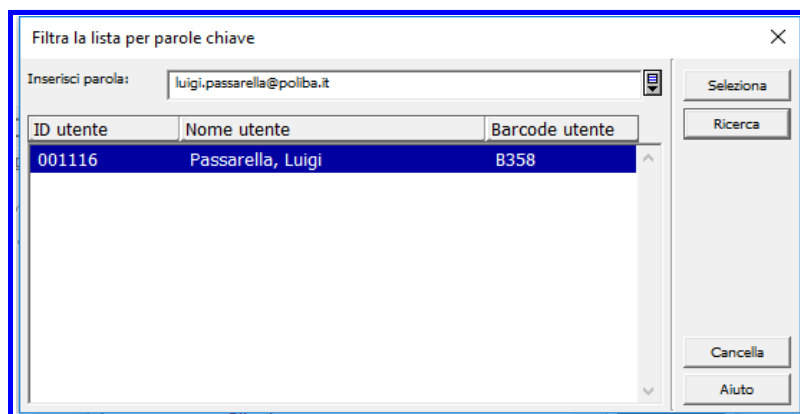 Filtra la lista per parole chiave
Inserisci parola: luigi.passarella@poliba.it
Seleziona
Ricerca
ID utente Nome utente Barcode utente
001116 Passarella, Luigi B358
Cancella
Aiuto